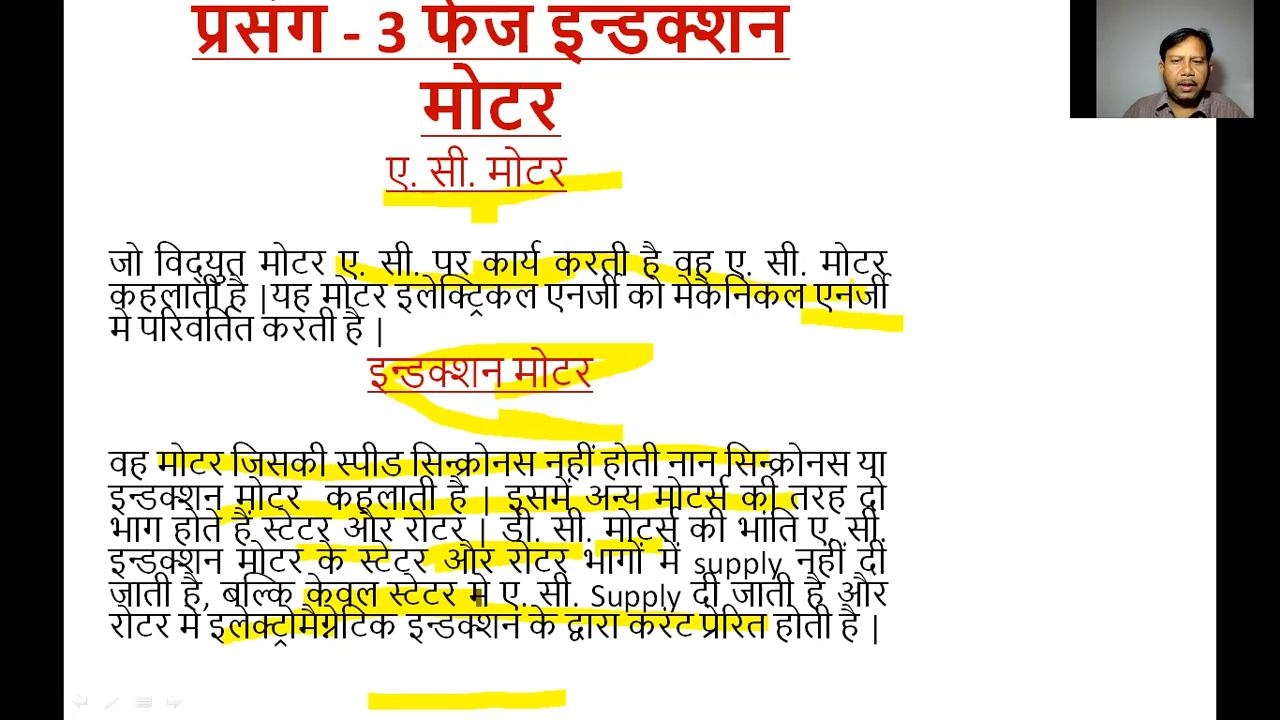 प्रसंग - 3 फेज इन्डक्शन
मोटर
ए. सी. मोटर
जो विद्युत मोटर ए. सी. पर कार्य करती है वह ए. सी. मोटर
कहलाती है |यह मोटर इलेक्ट्रिकल एनर्जी को मेकैनिकल एनर्जी
मे परिवर्तित करती है |
इन्डक्शन मोटर
वह मोटर जिसकी स्पीड सिन्क्रोनस नहीं होती नान सिन्क्रोनस या
इन्डक्शन मोटर कहलाती है | इसमें अन्य मोटर्स की तरह दो
भाग होते हैं स्टेटर और रोटर | डी. सी. मोटर्स की भांति ए. सी.
इन्डक्शन मोटर के स्टेटर और रोटर भागों में supply नहीं दी
जाती है, बल्कि केवल स्टेटर मे ए. सी. Supply दी जाती है और
रोटर मे इलेक्ट्रोमैग्नेटिक इन्डक्शन के द्वारा करंट प्रेरित होती है |